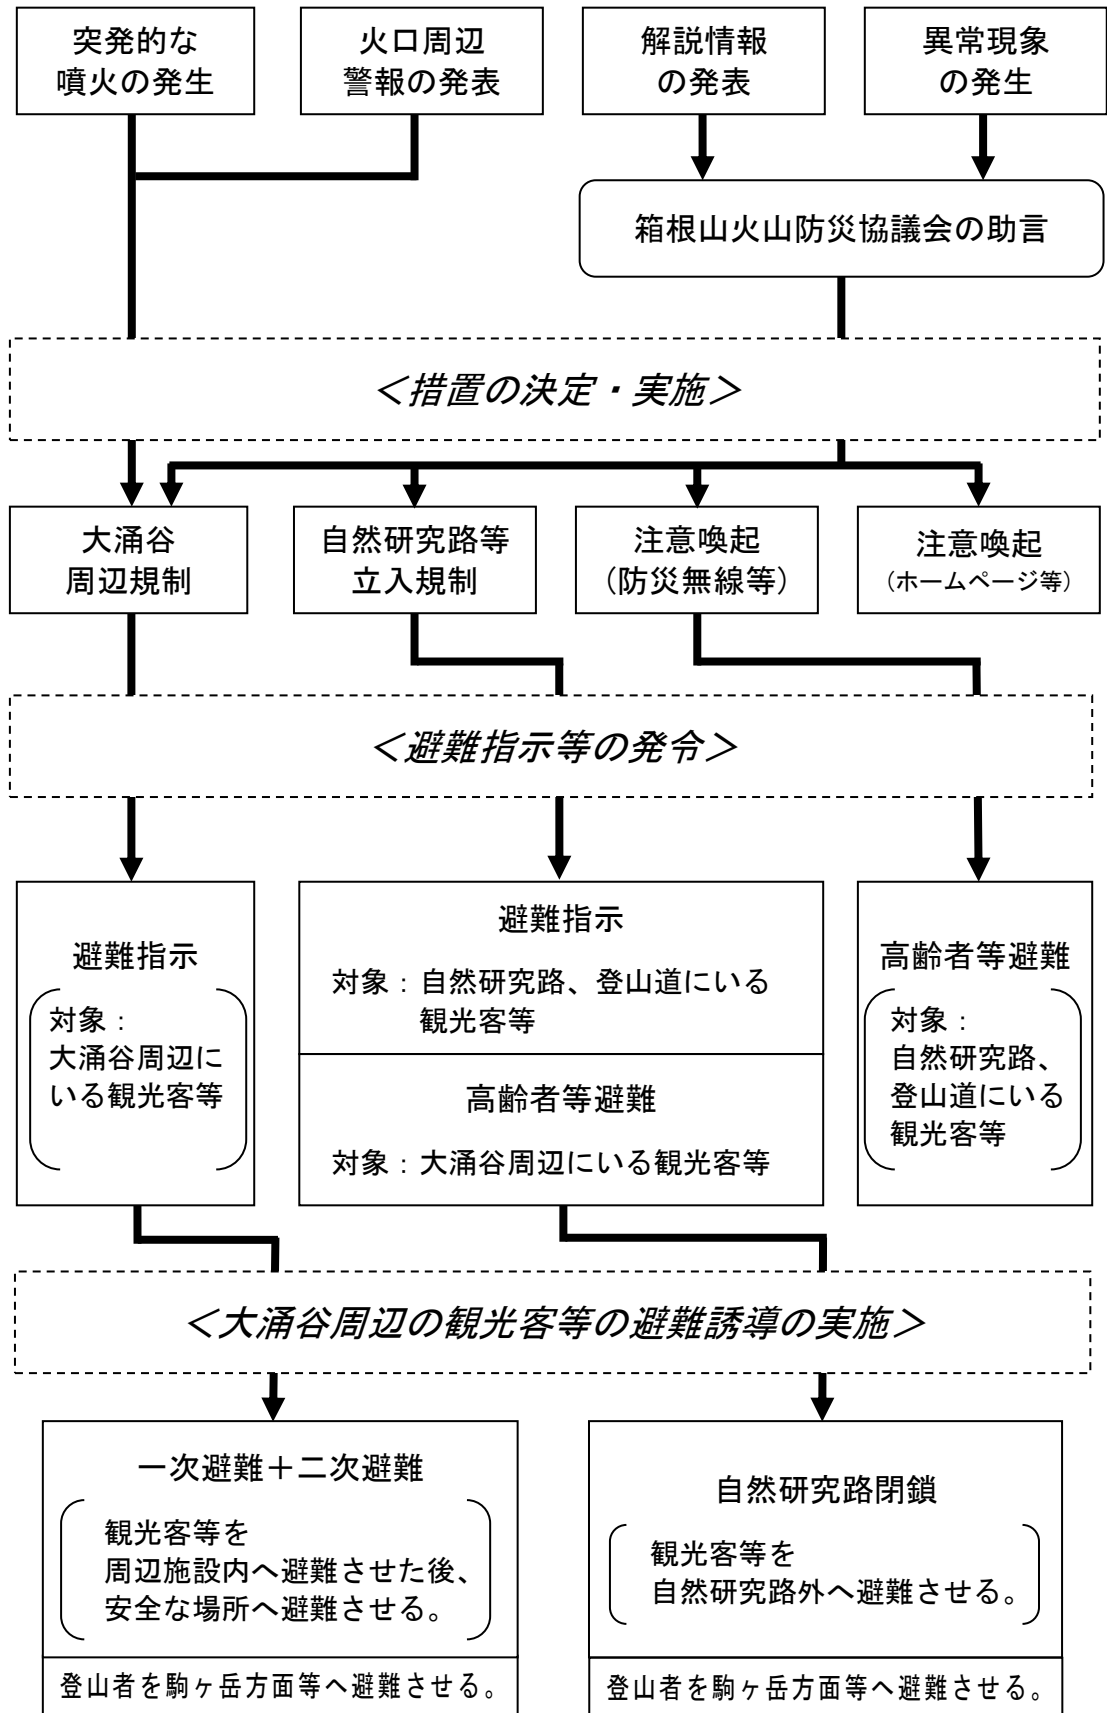 突発的な
噴火の発生
火口周辺
警報の発表
解説情報
の発表
異常現象
の発生
箱根山火山防災協議会の助言
＜措置の決定・実施＞
大涌谷
周辺規制
自然研究路等
立入規制
注意喚起
（防災無線等）
注意喚起
（ホームページ等）
＜避難指示等の発令＞
避難指示
対象：
大涌谷周辺に
いる観光客等
避難指示
対象：自然研究路、登山道にいる
観光客等
高齢者等避難
対象：大涌谷周辺にいる観光客等
高齢者等避難
対象：
自然研究路、
登山道にいる
観光客等
＜大涌谷周辺の観光客等の避難誘導の実施＞
一次避難＋二次避難
観光客等を
周辺施設内へ避難させた後、
安全な場所へ避難させる。
登山者を駒ヶ岳方面等へ避難させる。
自然研究路閉鎖
観光客等を
自然研究路外へ避難させる。
登山者を駒ヶ岳方面等へ避難させる。